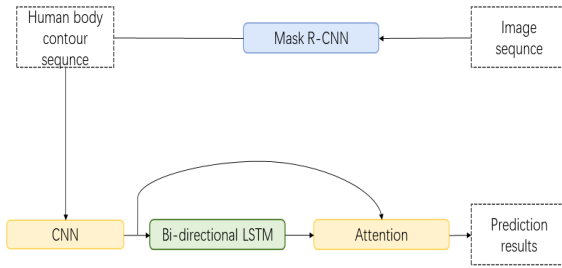 Human body
contour
sequnce
Mask R-CNN
Image
sequnce
CNN
Bi-directional LSTM
Attention
Prediction
results